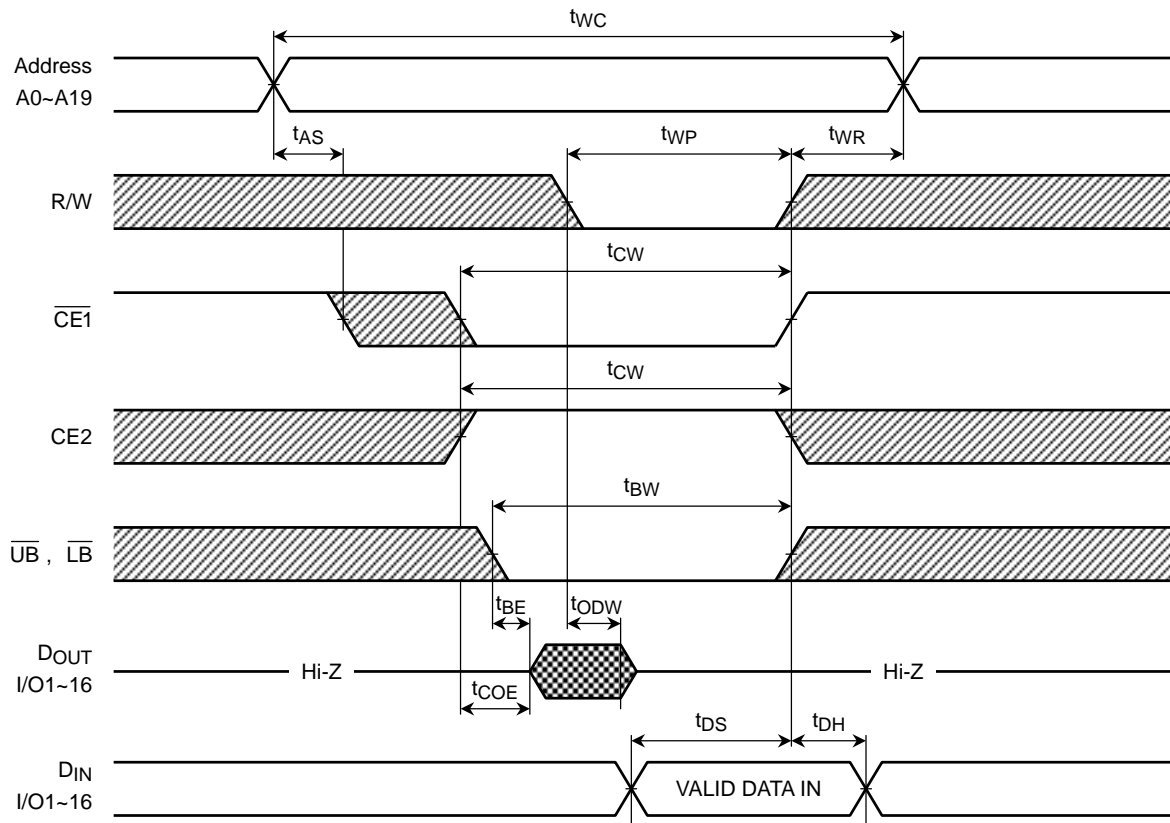 tWC
Address
A0~A19
tAS
tWP
tWR
R/W
tCW
CE1
tCW
CE2
tBW
UB , LB
tBE
tODW
DOUT
I/O1~16
Hi-Z
Hi-Z
tCOE
tDS
tDH
DIN
I/O1~16
VALID DATA IN